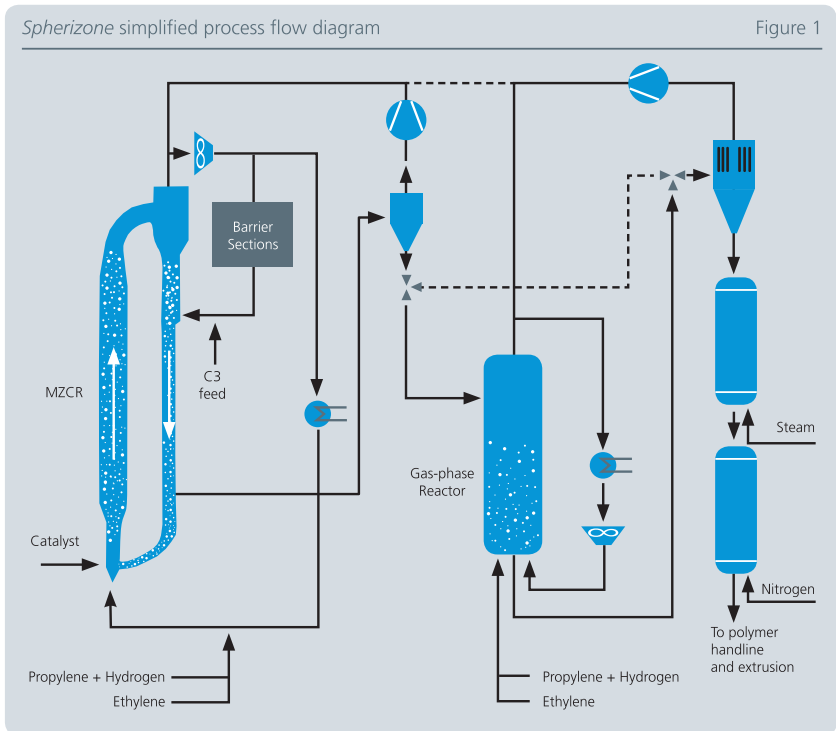 Spherizone simplified process flow diagram
Figure 1
Barrier
Sections
C3
feed
MZCR
Steam
Gas-phase
Reactor
Catalyst
Nitrogen
To polymer
handline
and extrusion
Propylene + Hydrogen
Ethylene
Propylene + Hydrogen
Ethylene